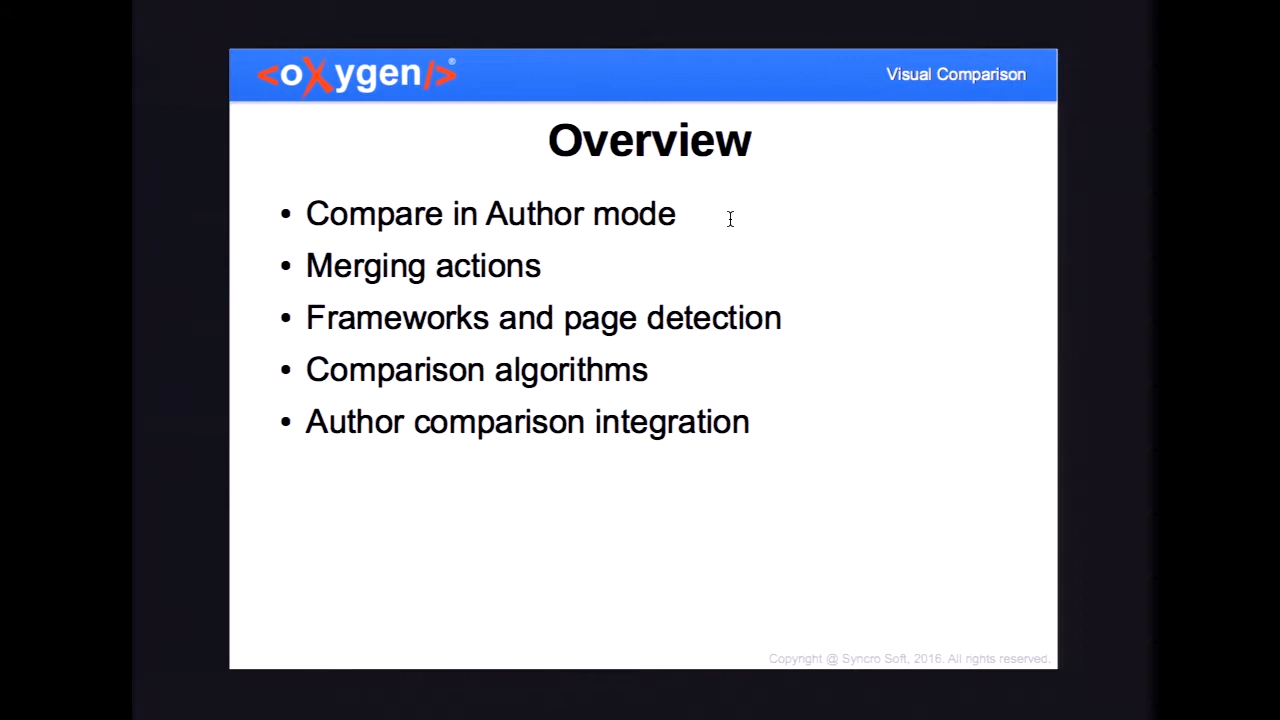 <oXygen/>®
Visual Comparison
Overview
• Compare in Author mode
• Merging actions
• Frameworks and page detection
• Comparison algorithms
• Author comparison integration
Copyright @ Syncro Soft, 2016. All rights reserved.